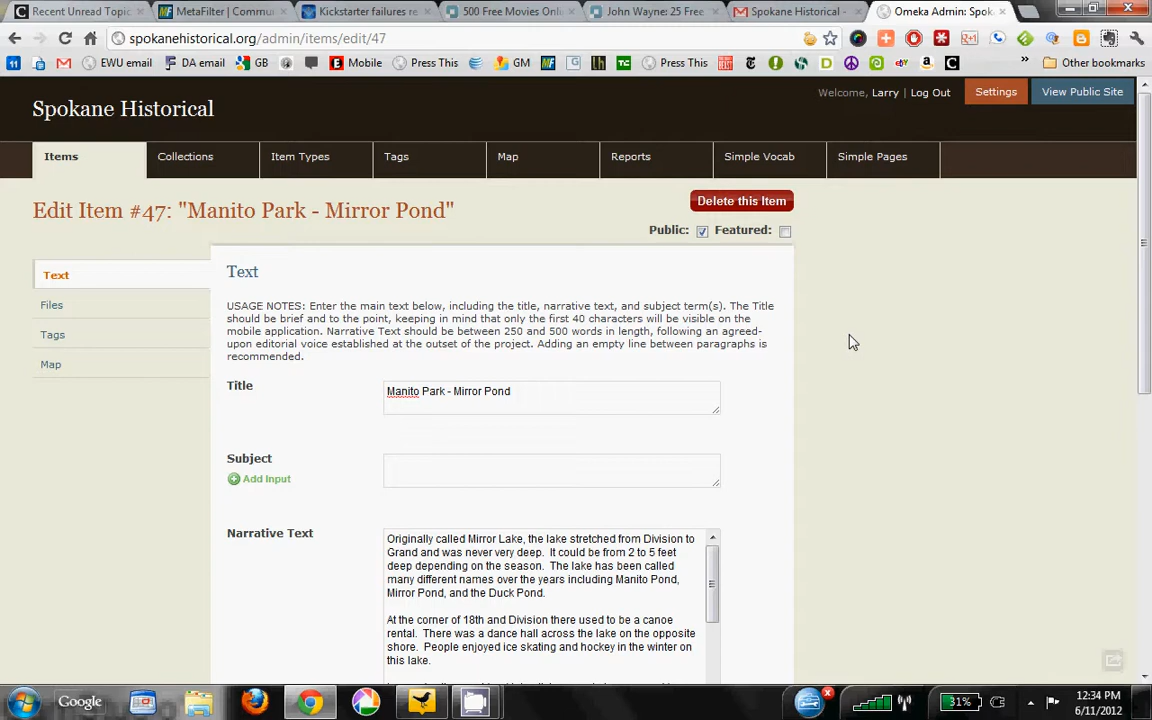 Recent Unread Topic
MetaFilter | Commu
Kickstarter failures re
500 Free Movies Onl
John Wayne: 25 Free
Spokane Historical -
Omeka Admin: Spok
spokanehistorical.org/admin/items/edit/47
11 EWU email DA email GB Mobile Press This GM MF lh TC Press This D ebY a C » Other bookmarks
Welcome, Larry | Log Out Settings View Public Site
Spokane Historical
Items Collections Item Types Tags Map Reports Simple Vocab Simple Pages
Edit Item #47: "Manito Park - Mirror Pond"
Delete this Item
Public: Featured:
Text
Files
Tags
Map
Text
USAGE NOTES: Enter the main text below, including the title, narrative text, and subject term(s). The Title
should be brief and to the point, keeping in mind that only the first 40 characters will be visible on the
mobile application. Narrative Text should be between 250 and 500 words in length, following an agreed-
upon editorial voice established at the outset of the project. Adding an empty line between paragraphs is
recommended.
Title
Manito Park - Mirror Pond
Subject
Add Input
Narrative Text
Originally called Mirror Lake, the lake stretched from Division to
Grand and was never very deep. It could be from 2 to 5 feet
deep depending on the season. The lake has been called
many different names over the years including Manito Pond,
Mirror Pond, and the Duck Pond.
At the corner of 18th and Division there used to be a canoe
rental. There was a dance hall across the lake on the opposite
shore. People enjoyed ice skating and hockey in the winter on
this lake.
Google
31%
12:34 PM
6/11/2012